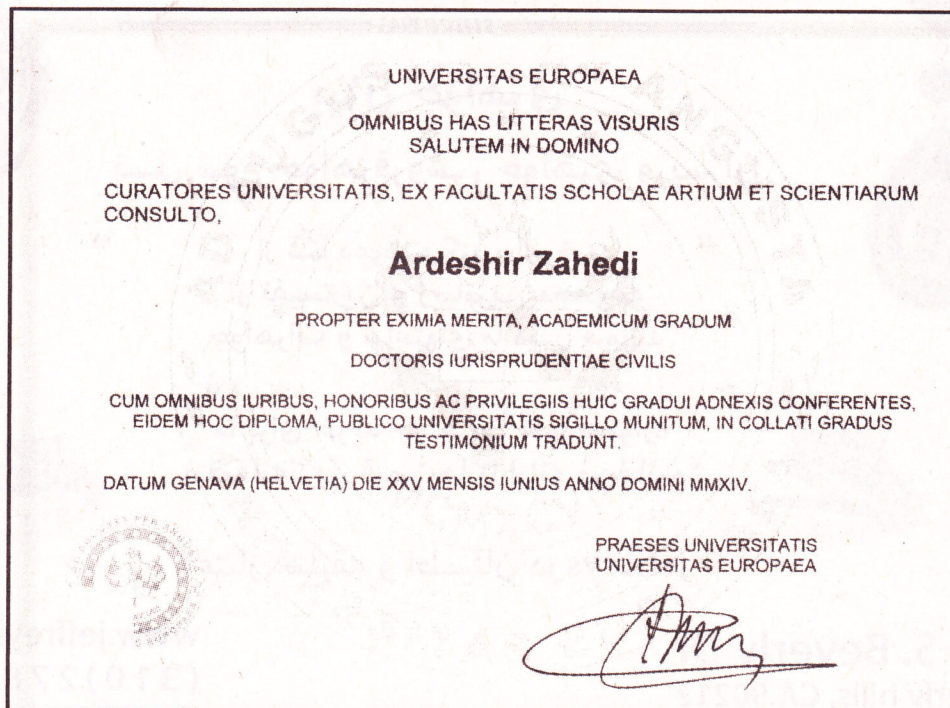 UNIVERSITAS EUROPAEA
OMNIBUS HAS LITTERAS VISURIS
SALUTEM IN DOMINO
CURATORES UNIVERSITATIS, EX FACULTATIS SCHOLAE ARTIUM ET SCIENTIARUM
CONSULTO,
Ardeshir Zahedi
PROPTER EXIMIA MERITA, ACADEMICUM GRADUM
DOCTORIS IURISPRUDENTIAE CIVILIS
CUM OMNIBUS IURIBUS, HONORIBUS AC PRIVILEGIIS HUIC GRADUI ADNEXIS CONFERENTES,
EIDEM HOC DIPLOMA, PUBLICO UNIVERSITATIS SIGILLO MUNITUM, IN COLLATI GRADUS
TESTIMONIUM TRADUNT.
DATUM GENAVA (HELVETIA) DIE XXV MENSIS IUNIUS ANNO DOMINI MMXIV.
PRAESES UNIVERSITATIS
UNIVERSITAS EUROPAEA